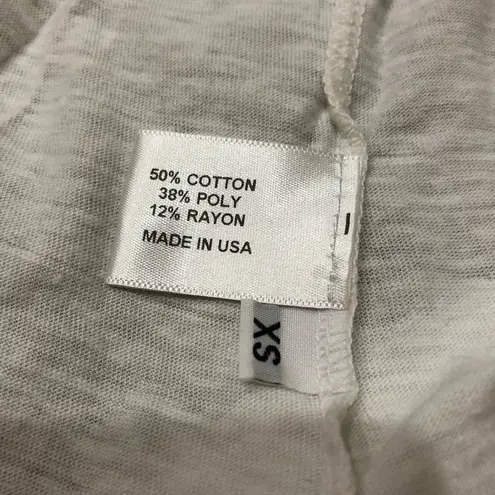 50% COTTON
38% POLY
12% RAYON
MADE IN USA
XS